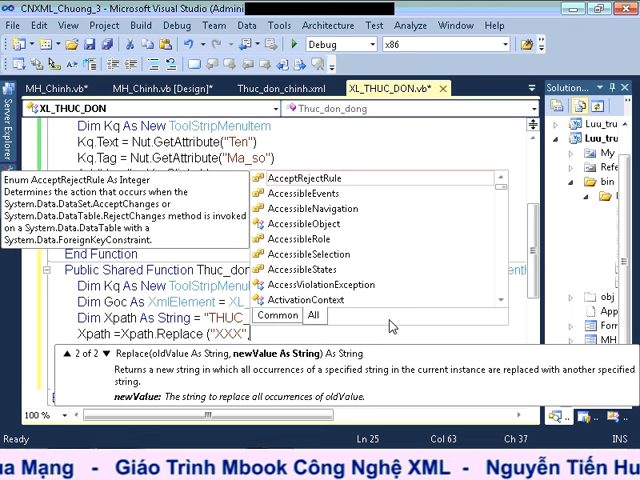 CNXML_Chuong_3 - Microsoft Visual Studio (Admini
File Edit View Project Build Debug Team Data Tools Architecture Test Analyze Window Help
Debug x86
MH_Chinh.vb* MH_Chinh.vb [Design]* Thuc_don_chinh.xml XL_THUC_DON.vb*
Solution...
XL_THUC_DON Thuc_don_dong
Server Explorer
Luu_tru
Luu_tru
My
Refe
bin
obj
App
Forn
MH
Dim Kq As New ToolStripMenuItem
Kq.Text = Nut.GetAttribute("Ten")
Kq.Tag = Nut.GetAttribute("Ma_so")
Enum AcceptRejectRule As Integer
Determines the action that occurs when the
System.Data.DataSet.AcceptChanges or
System.Data.DataTable.RejectChanges method is invoked
on a System.Data.DataTable with a
System.Data.ForeignKeyConstraint.
AcceptRejectRule
AccessibleEvents
AccessibleNavigation
AccessibleObject
AccessibleRole
AccessibleSelection
AccessibleStates
AccessViolationException
ActivationContext
Common All
End Function
Public Shared Function Thuc_don
Dim Kq As New ToolStripMenuIte
Dim Goc As XmlElement = XL_
Dim Xpath As String = "THUC_
Xpath =Xpath.Replace ("XXX",
2 of 2 Replace(oldValue As String, newValue As String) As String
Returns a new string in which all occurrences of a specified string in the current instance are replaced with another specified
string.
newValue: The string to replace all occurrences of oldValue.
100 %
Ready Ln 25 Col 63 Ch 37 INS
ua Mạng - Giáo Trình Mbook Công Nghệ XML - Nguyễn Tiến Hu